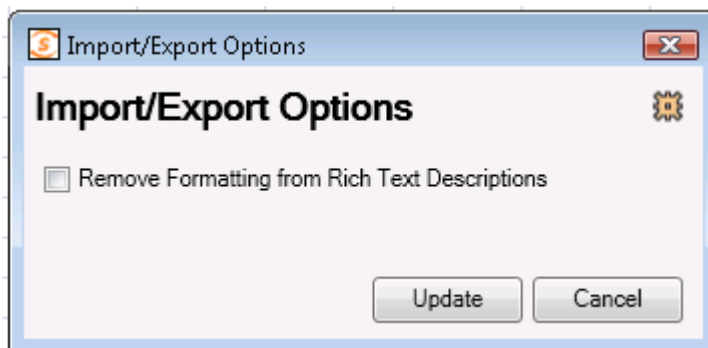 Import/Export Options
Import/Export Options
Remove Formatting from Rich Text Descriptions
Update Cancel